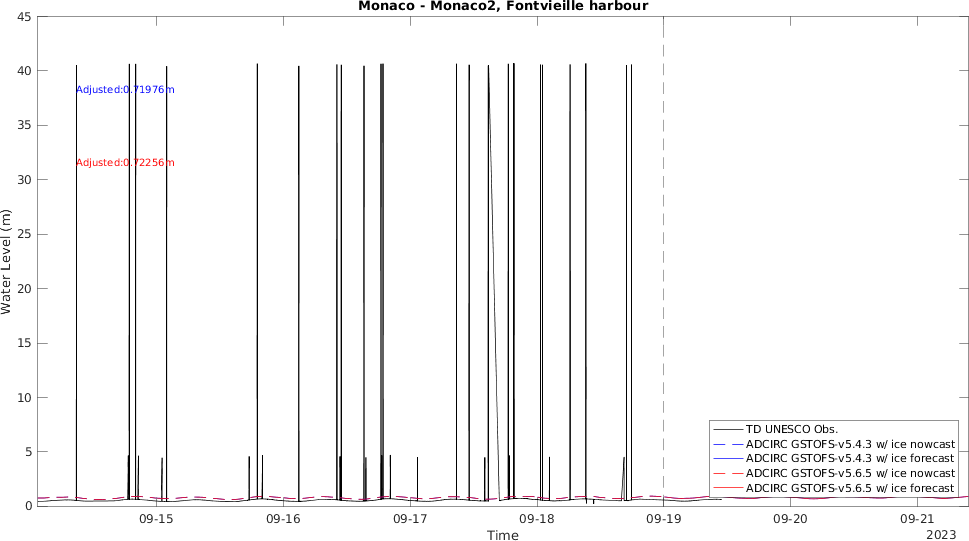 Monaco - Monaco2, Fontvieille harbour
45
40
35
30
25
20
15
10
5
0
Water Level (m)
Adjusted:0.71976m
Adjusted:0.72256m
TD UNESCO Obs.
ADCIRC GSTOFS-v5.4.3 w/ ice nowcast
ADCIRC GSTOFS-v5.4.3 w/ ice forecast
ADCIRC GSTOFS-v5.6.5 w/ ice nowcast
ADCIRC GSTOFS-v5.6.5 w/ ice forecast
09-15 09-16 09-17 09-18 09-19 09-20 09-21
Time
2023